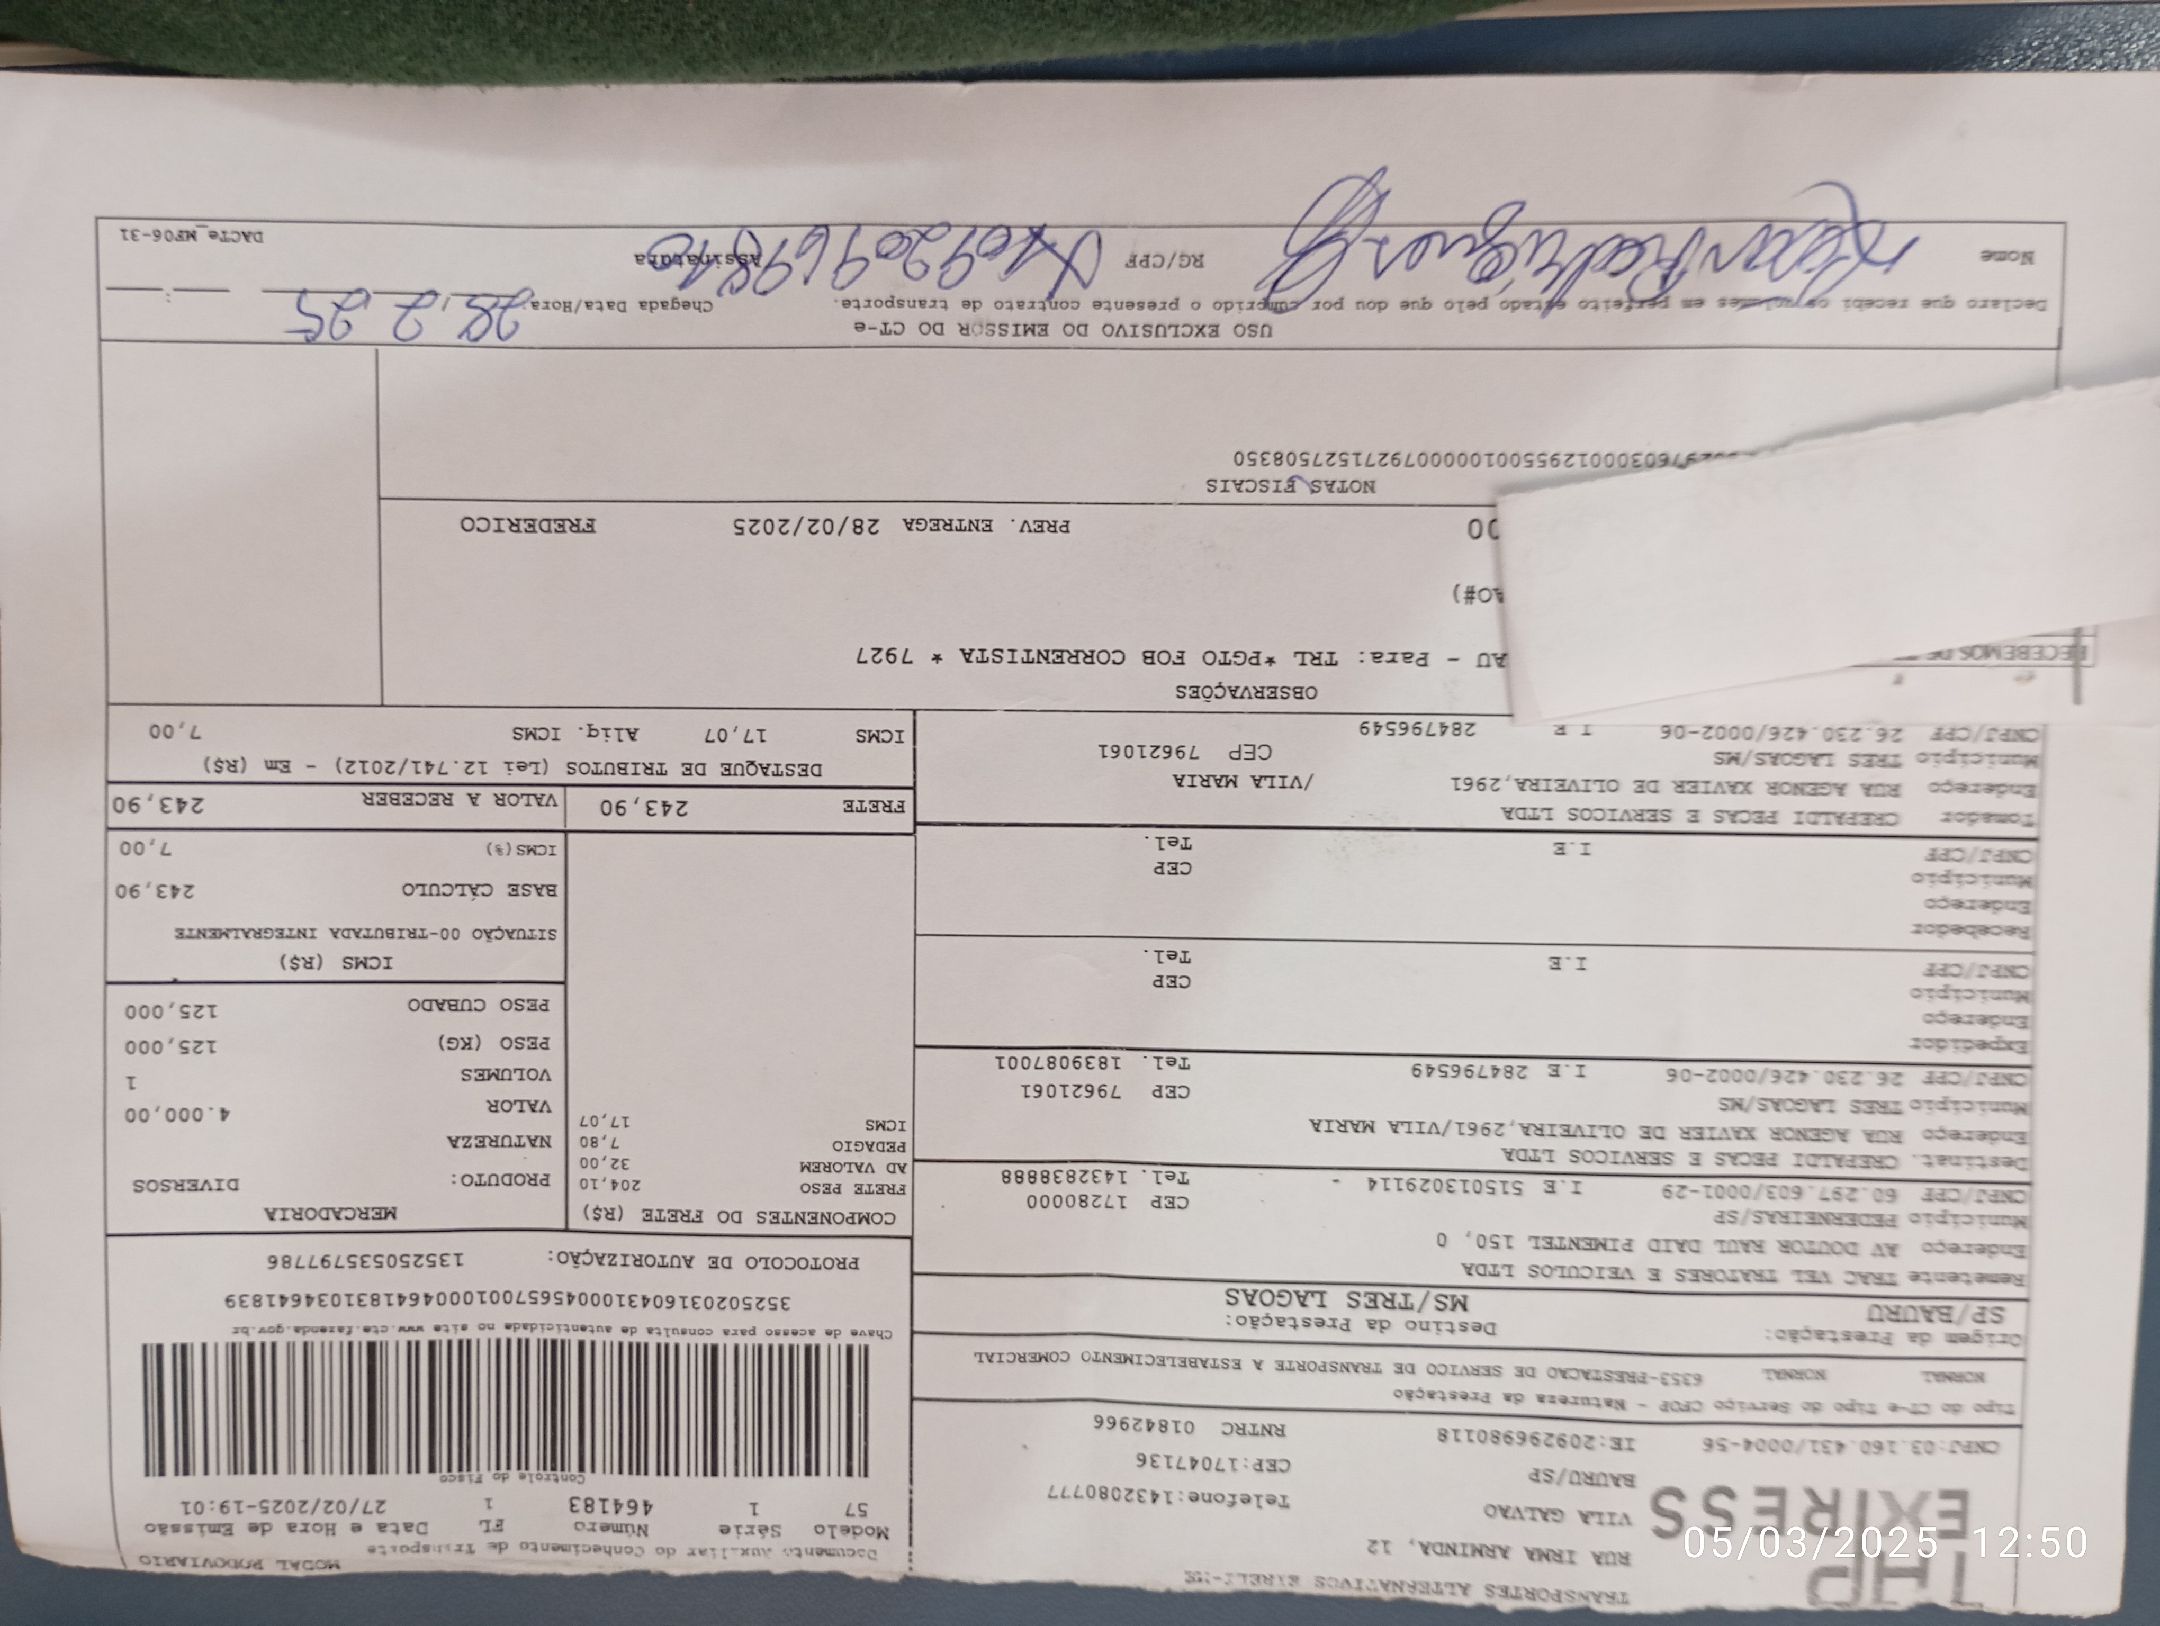 TRANSPORTES ALTERNATIVOS EIRELI-ME
THD
EXPRESS
RUA IRMA ARMINDA, 12
VILA GALVAO
Telefone:1432080777
BAURU/SP
CEP:17047136
CNPJ:03.160.431/0004-56 IE:209296980118 RNTRC 01842966
MODAL RODOVIARIO
Documento Auxiliar do Conhecimento de Transporte
Modelo Série Número FL Data e Hora de Emissão
57 1 464183 1 27/02/2025-19:01
Controle do Fisco
Chave de acesso para consulta de autenticidade no site www.cte.fazenda.gov.br
35250203160431000456570010004641831034641839
PROTOCOLO DE AUTORIZAÇÃO: 135250535797786
Tipo do CT-e Tipo do Serviço CFOP - Natureza da Prestação
NORMAL NORMAL 6353-PRESTACAO DE SERVICO DE TRANSPORTE A ESTABELECIMENTO COMERCIAL
Origem da Prestação: Destino da Prestação:
SP/BAURU MS/TRES LAGOAS
Remetente TRAC VEL TRATORES E VEICULOS LTDA
Endereço AV DOUTOR RAUL DAID PIMENTEL 150, 0
Município PEDERNEIRAS/SP CEP 17280000
CNPJ/CPF 60.297.603/0001-29 I.E 515013029114 - Tel. 1432838888
Destinat. CREPALDI PECAS E SERVICOS LTDA
Endereço RUA AGENOR XAVIER DE OLIVEIRA,2961/VILA MARIA
Município TRES LAGOAS/MS CEP 79621061
CNPJ/CPF 26.230.426/0002-06 I.E 284796549 Tel. 1839087001
Expedidor
Endereço
Município CEP
CNPJ/CPF I.E Tel.
Recebedor
Endereço
Município CEP
CNPJ/CPF I.E Tel.
Tomador CREPALDI PECAS E SERVICOS LTDA
Endereço RUA AGENOR XAVIER DE OLIVEIRA,2961 /VILA MARIA
Município TRES LAGOAS/MS CEP 79621061
CNPJ/CPF 26.230.426/0002-06 I E 284796549
COMPONENTES DO FRETE (R$)
FRETE PESO 204,10
AD VALOREM 32,00
PEDAGIO 7,80
ICMS 17,07
MERCADORIA
PRODUTO: DIVERSOS
NATUREZA
VALOR 4.000,00
VOLUMES 1
PESO (KG) 125,000
PESO CUBADO 125,000
ICMS (R$)
SITUAÇÃO 00-TRIBUTADA INTEGRALMENTE
BASE CÁLCULO 243,90
ICMS(%) 7,00
FRETE 243,90 VALOR A RECEBER 243,90
DESTAQUE DE TRIBUTOS (Lei 12.741/2012) - Em (R$)
ICMS 17,07 Aliq. ICMS 7,00
OBSERVAÇÕES
RECEBEMOS DE
AU - Para: TRL *PGTO FOB CORRENTISTA * 7927
AO#)
00 PREV. ENTREGA 28/02/2025 FREDERICO
NOTAS FISCAIS
297603000129550010000079271527508350
USO EXCLUSIVO DO EMISSOR DO CT-e
Declaro que recebi os volumes em perfeito estado pelo que dou por cumprido o presente contrato de transporte. Chegada Data/Hora: 28.2.25
Nome RG/CPF Assinatura
DACTe_MF06-31
05/03/2025 12:50